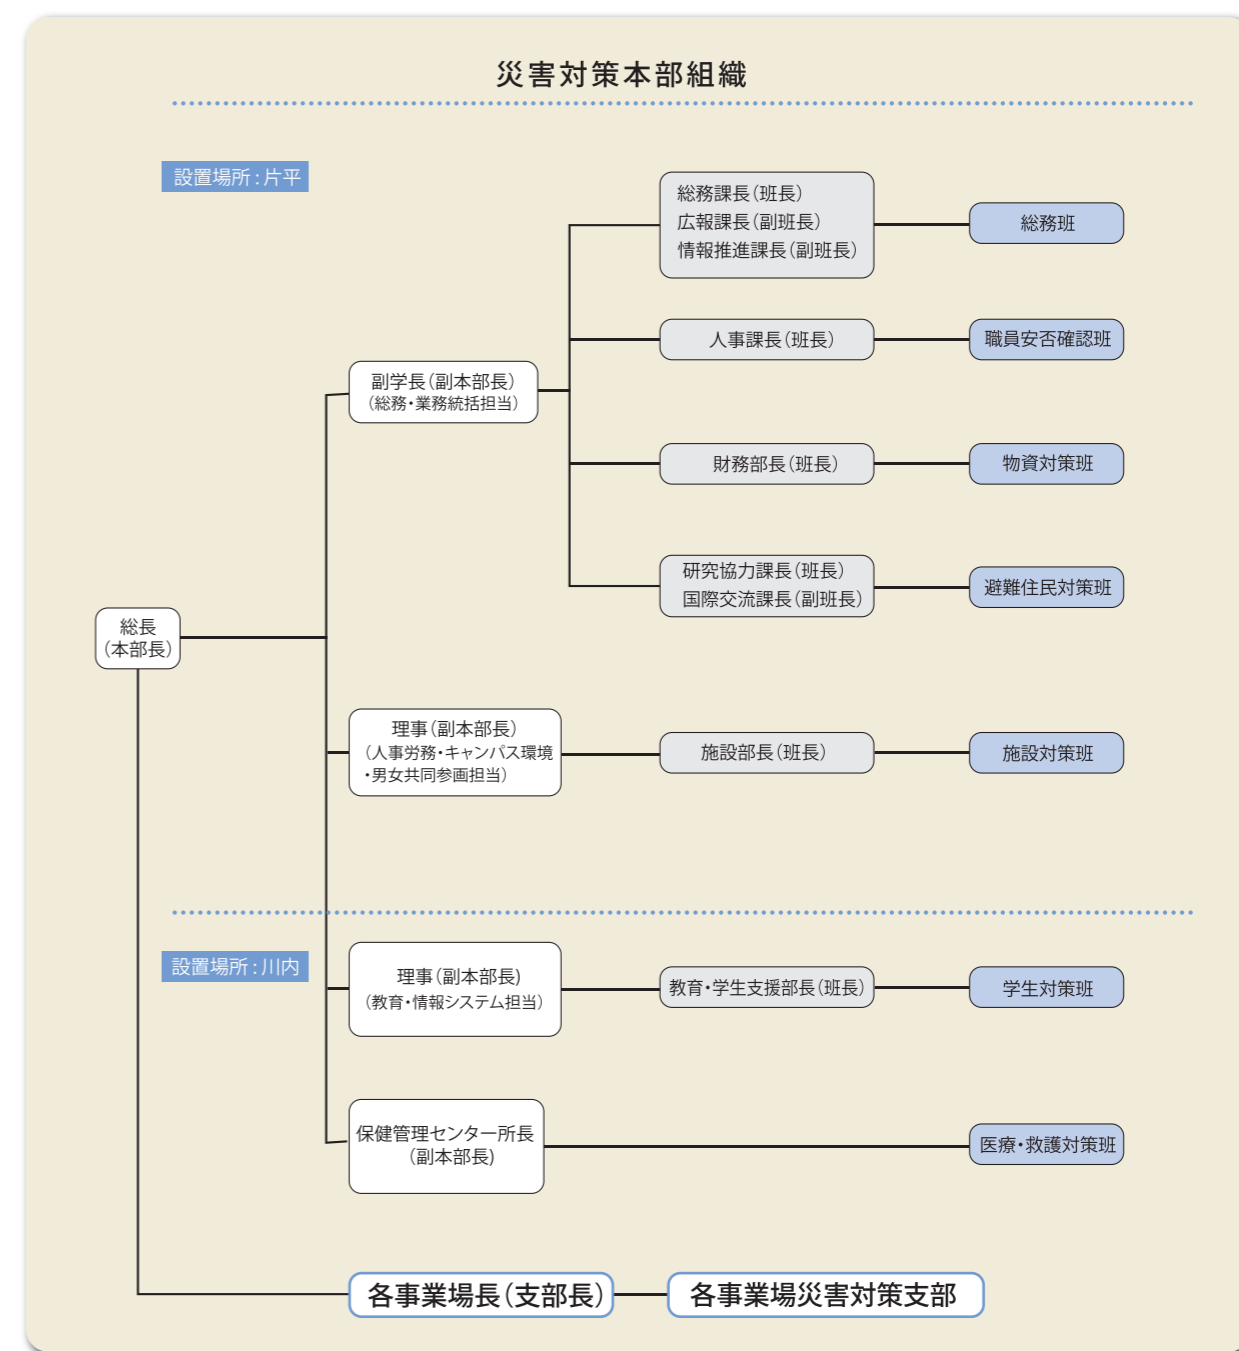 災害対策本部組織
設置場所:片平
総務課長(班長)
広報課長(副班長)
情報推進課長(副班長)
総務班
人事課長(班長)
職員安否確認班
副学長(副本部長)
(総務・業務統括担当)
財務部長(班長)
物資対策班
研究協力課長(班長)
国際交流課長(副班長)
避難住民対策班
総長
(本部長)
理事(副本部長)
(人事労務・キャンパス環境
・男女共同参画担当)
施設部長(班長)
施設対策班
設置場所:川内
理事(副本部長)
(教育・情報システム担当)
教育・学生支援部長(班長)
学生対策班
保健管理センター所長
(副本部長)
医療・救護対策班
各事業場長(支部長)
各事業場災害対策支部